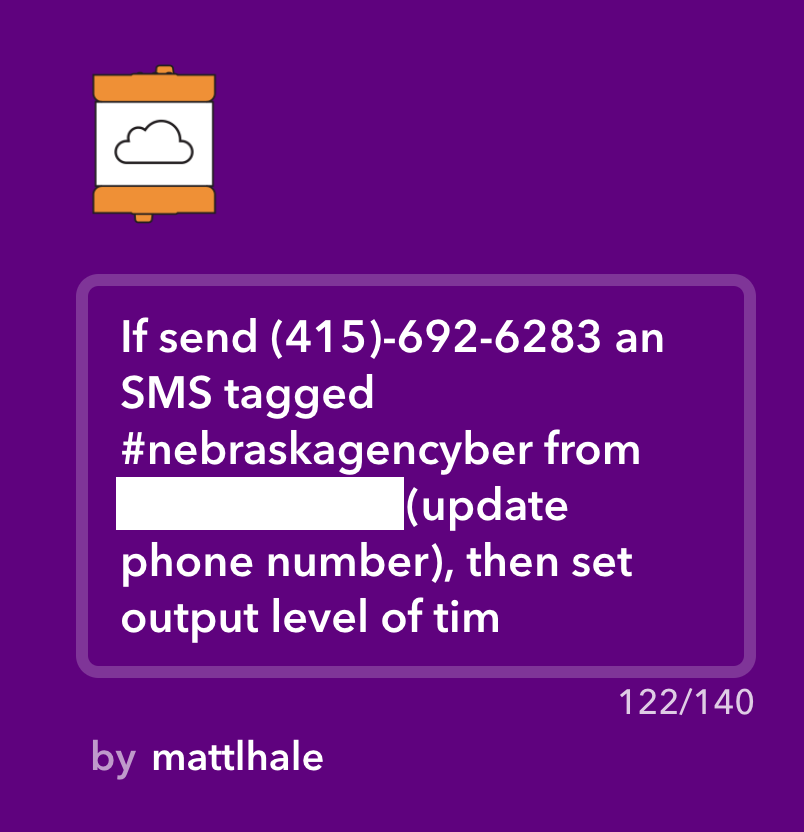 If send (415)-692-6283 an
SMS tagged
#nebraskagencyber from
(update
phone number), then set
output level of tim
122/140
by mattlhale